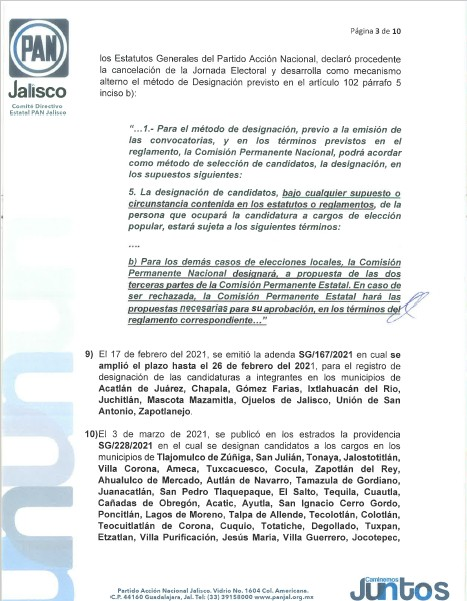 Página 3 de 10
PAN
Jalisco
Comité Directivo
Estatal PAN Jalisco
los Estatutos Generales del Partido Acción Nacional, declaró procedente
la cancelación de la Jornada Electoral y desarrolla como mecanismo
alterno el método de Designación previsto en el artículo 102 párrafo 5
inciso b):
“…1.- Para el método de designación, previo a la emisión de
las convocatorias, y en los términos previstos en el
reglamento, la Comisión Permanente Nacional, podrá acordar
como método de selección de candidatos, la designación, en
los supuestos siguientes:
5. La designación de candidatos, bajo cualquier supuesto o
circunstancia contenida en los estatutos o reglamentos, de
la persona que ocupará la candidatura a cargos de elección
popular, estará sujeta a los siguientes términos:
....
b) Para los demás casos de elecciones locales, la Comisión
Permanente Nacional designará, a propuesta de las dos
terceras partes de la Comisión Permanente Estatal. En caso de
ser rechazada, la Comisión Permanente Estatal hará las
propuestas necesarias para su aprobación, en los términos del
reglamento correspondiente…”
9) El 17 de febrero del 2021, se emitió la adenda SG/167/2021 en cual se
amplió el plazo hasta el 26 de febrero del 2021, para el registro de
designación de las candidaturas a integrantes en los municipios de
Acatlán de Juárez, Chapala, Gómez Farias, Ixtlahuacán del Rio,
Juchitlán, Mascota Mazamitla, Ojuelos de Jalisco, Unión de San
Antonio, Zapotlanejo.
10)El 3 de marzo de 2021, se publicó en los estrados la providencia
SG/228/2021 en el cual se designan candidatos a los cargos en los
municipios de Tlajomulco de Zúñiga, San Julián, Tonaya, Jalostotitlán,
Villa Corona, Ameca, Tuxcacuesco, Cocula, Zapotlán del Rey,
Ahualulco de Mercado, Autlán de Navarro, Tamazula de Gordiano,
Juanacatlán, San Pedro Tlaquepaque, El Salto, Tequila, Cuautla,
Cañadas de Obregón, Acatic, Ayutla, San Ignacio Cerro Gordo,
Poncitlán, Lagos de Moreno, Talpa de Allende, Tecolotlán, Colotlán,
Teocuitlatlán de Corona, Cuquio, Totatiche, Degollado, Tuxpan,
Etzatlan, Villa Purificación, Jesús Maria, Villa Guerrero, Jocotepec,
Partido Acción Nacional Jalisco. Vidrio No. 1604 Col. Americana.
C.P. 44160 Guadalajara, Jal. Tel: (33) 39158000 www.panjal.org.mx
Caminemos
Juntos